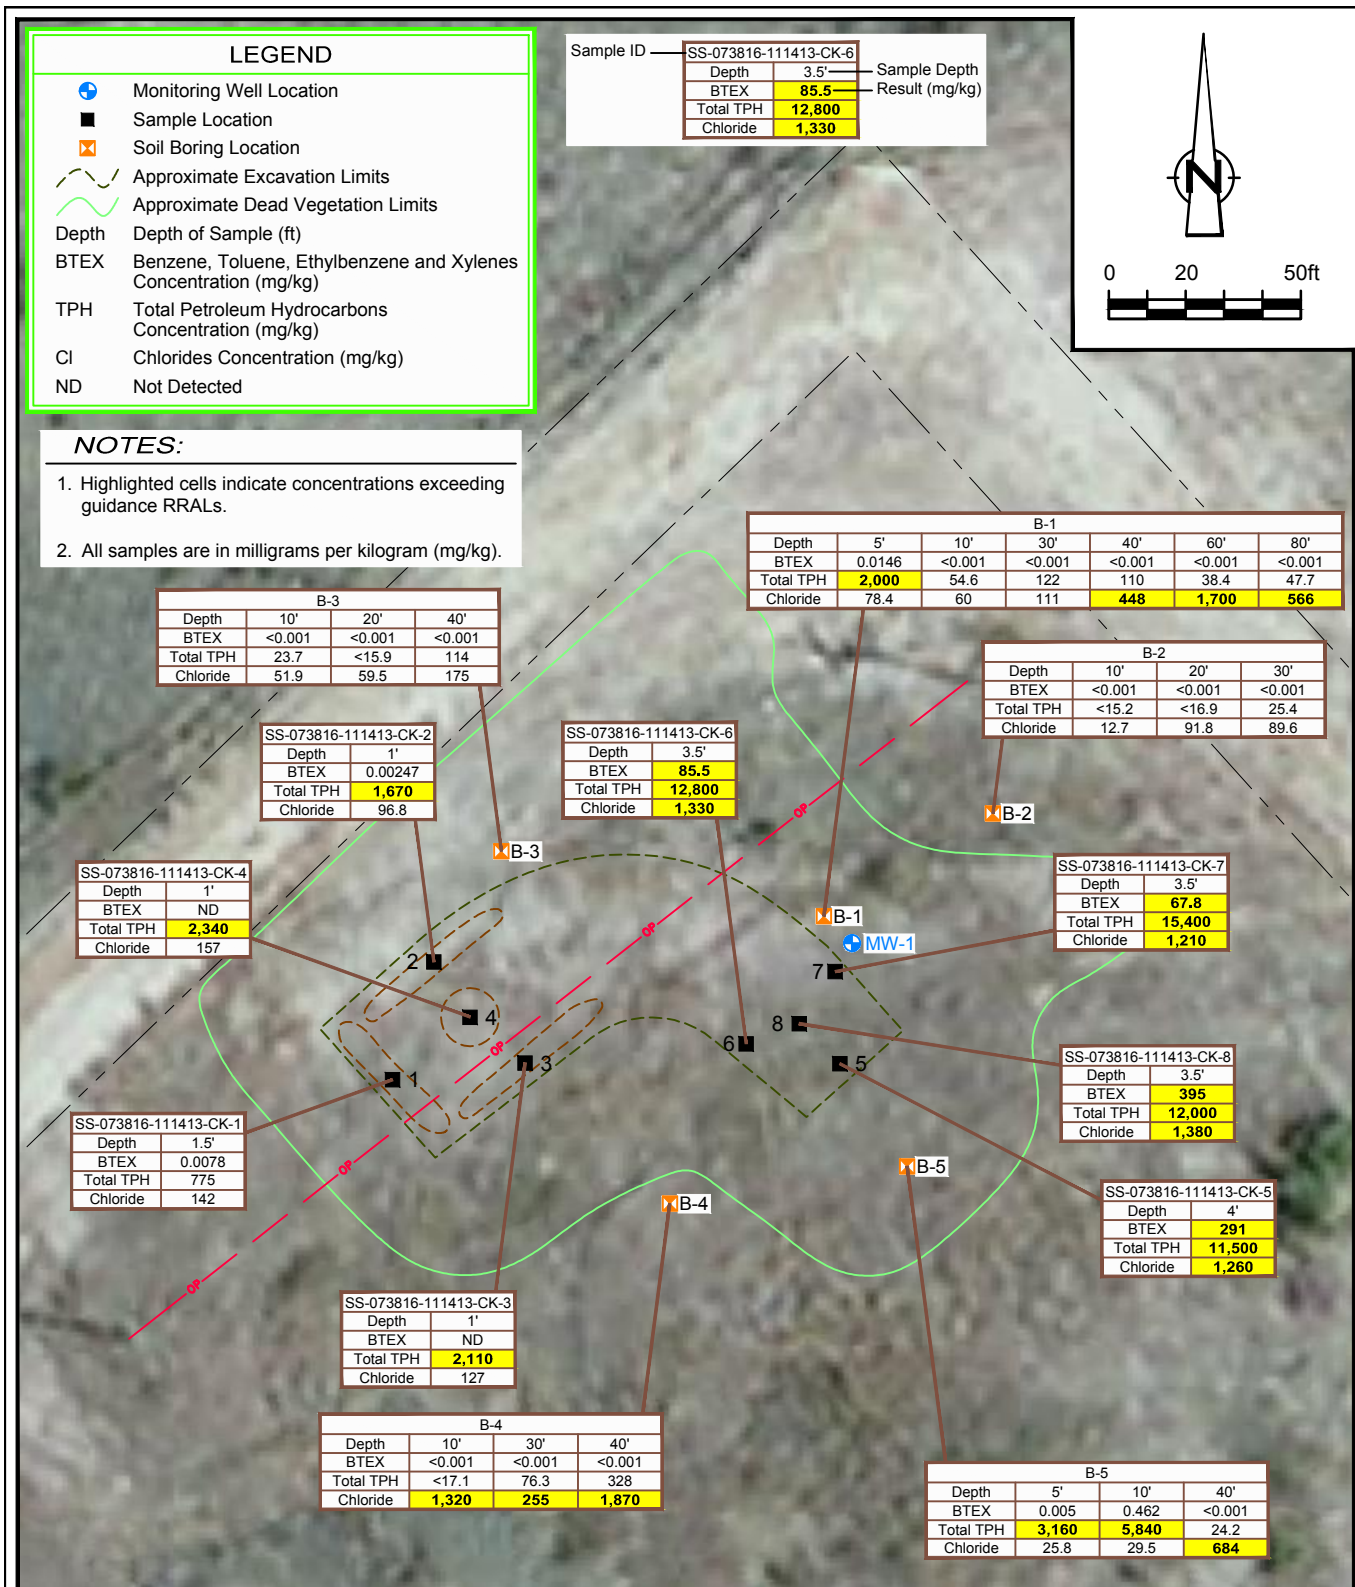 LEGEND
Monitoring Well Location
Sample Location
Soil Boring Location
Approximate Excavation Limits
Approximate Dead Vegetation Limits
Depth Depth of Sample (ft)
BTEX Benzene, Toluene, Ethylbenzene and Xylenes
Concentration (mg/kg)
TPH Total Petroleum Hydrocarbons
Concentration (mg/kg)
Cl Chlorides Concentration (mg/kg)
ND Not Detected
Sample ID SS-073816-111413-CK-6
Depth 3.5' Sample Depth
BTEX 85.5 Result (mg/kg)
Total TPH 12,800
Chloride 1,330
N
0 20 50ft
NOTES:
1. Highlighted cells indicate concentrations exceeding
guidance RRALs.
2. All samples are in milligrams per kilogram (mg/kg).
B-1
Depth 5' 10' 30' 40' 60' 80'
BTEX 0.0146 <0.001 <0.001 <0.001 <0.001 <0.001
Total TPH 2,000 54.6 122 110 38.4 47.7
Chloride 78.4 60 111 448 1,700 566
B-3
Depth 10' 20' 40'
BTEX <0.001 <0.001 <0.001
Total TPH 23.7 <15.9 114
Chloride 51.9 59.5 175
B-2
Depth 10' 20' 30'
BTEX <0.001 <0.001 <0.001
Total TPH <15.2 <16.9 25.4
Chloride 12.7 91.8 89.6
SS-073816-111413-CK-2
Depth 1'
BTEX 0.00247
Total TPH 1,670
Chloride 96.8
SS-073816-111413-CK-6
Depth 3.5'
BTEX 85.5
Total TPH 12,800
Chloride 1,330
OP
B-2
B-3
SS-073816-111413-CK-4
Depth 1'
BTEX ND
Total TPH 2,340
Chloride 157
SS-073816-111413-CK-7
Depth 3.5'
BTEX 67.8
Total TPH 15,400
Chloride 1,210
B-1
OP
MW-1
2
7
4
8
6
OP
3
5
1
SS-073816-111413-CK-8
Depth 3.5'
BTEX 395
Total TPH 12,000
Chloride 1,380
SS-073816-111413-CK-1
Depth 1.5'
BTEX 0.0078
Total TPH 775
Chloride 142
OP
B-5
B-4
SS-073816-111413-CK-5
Depth 4'
BTEX 291
Total TPH 11,500
Chloride 1,260
OP
SS-073816-111413-CK-3
Depth 1'
BTEX ND
Total TPH 2,110
Chloride 127
B-4
Depth 10' 30' 40'
BTEX <0.001 <0.001 <0.001
Total TPH <17.1 76.3 328
Chloride 1,320 255 1,870
B-5
Depth 5' 10' 40'
BTEX 0.005 0.462 <0.001
Total TPH 3,160 5,840 24.2
Chloride 25.8 29.5 684